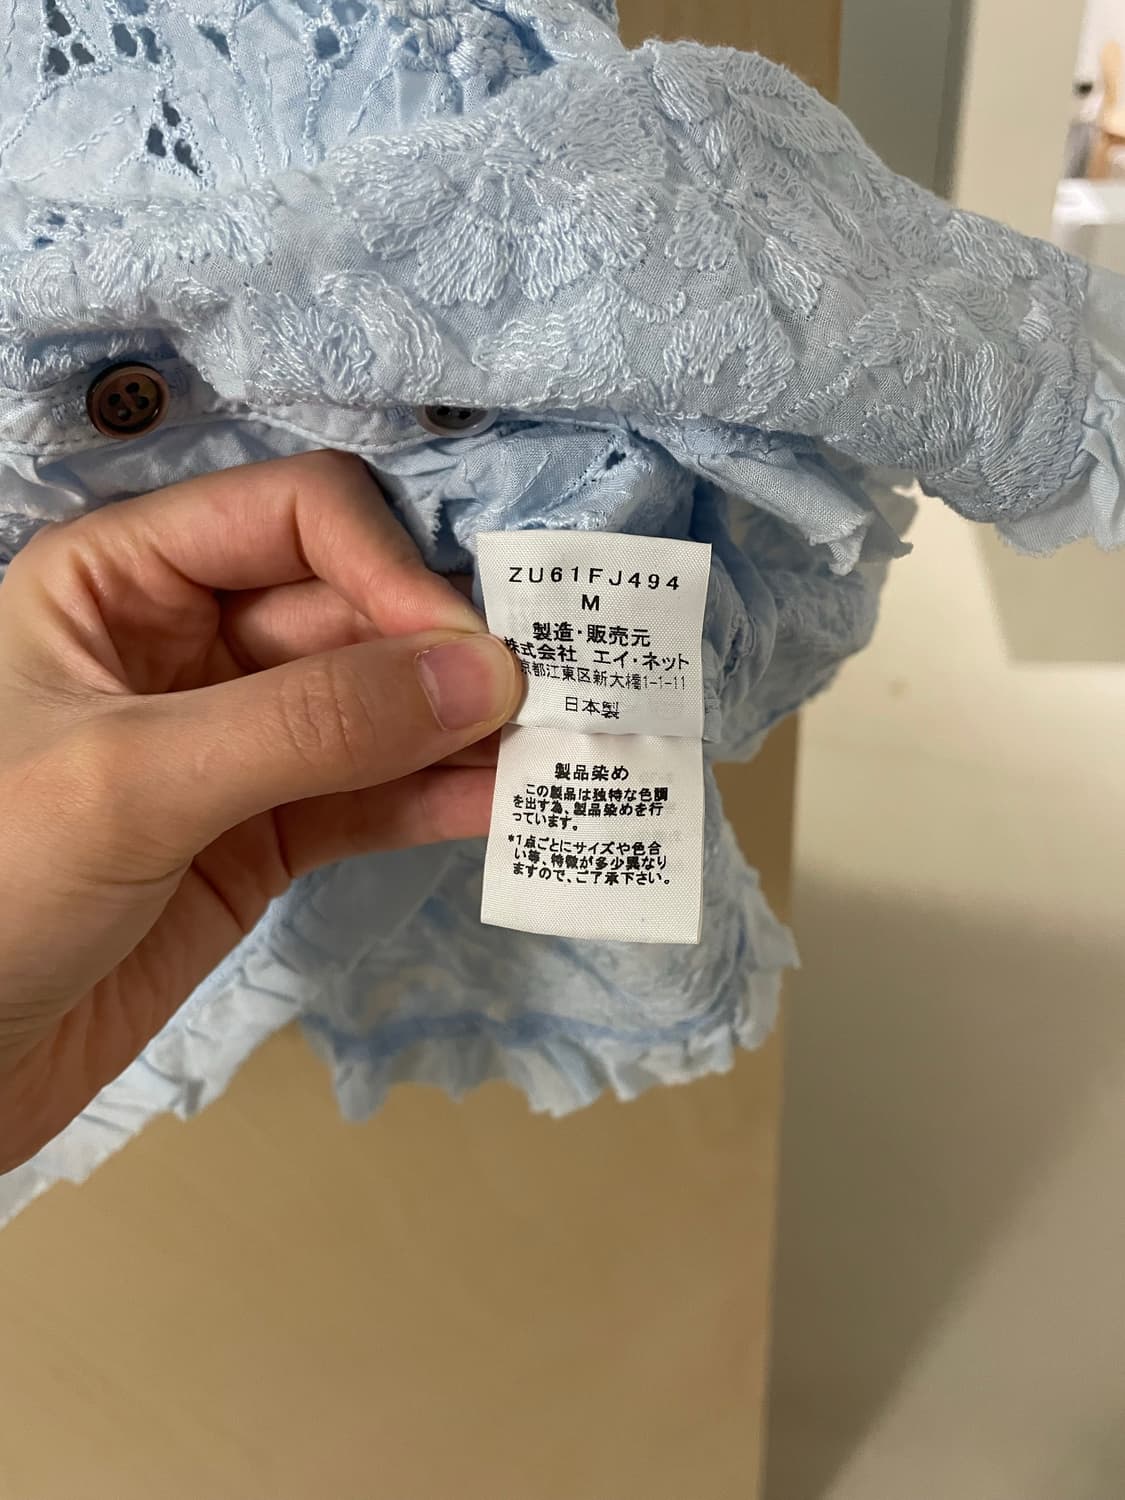 ZU61FJ494
M
製造・販売元
株式会社 エイ・ネット
京都江東区新大橋1-1-11
日本製
製品染め
この製品は独特な色調
を出す為、製品染めを行
っています。
*1点ごとにサイズや色合
い等、特徴が多少異なり
ますので、ご了承下さい。